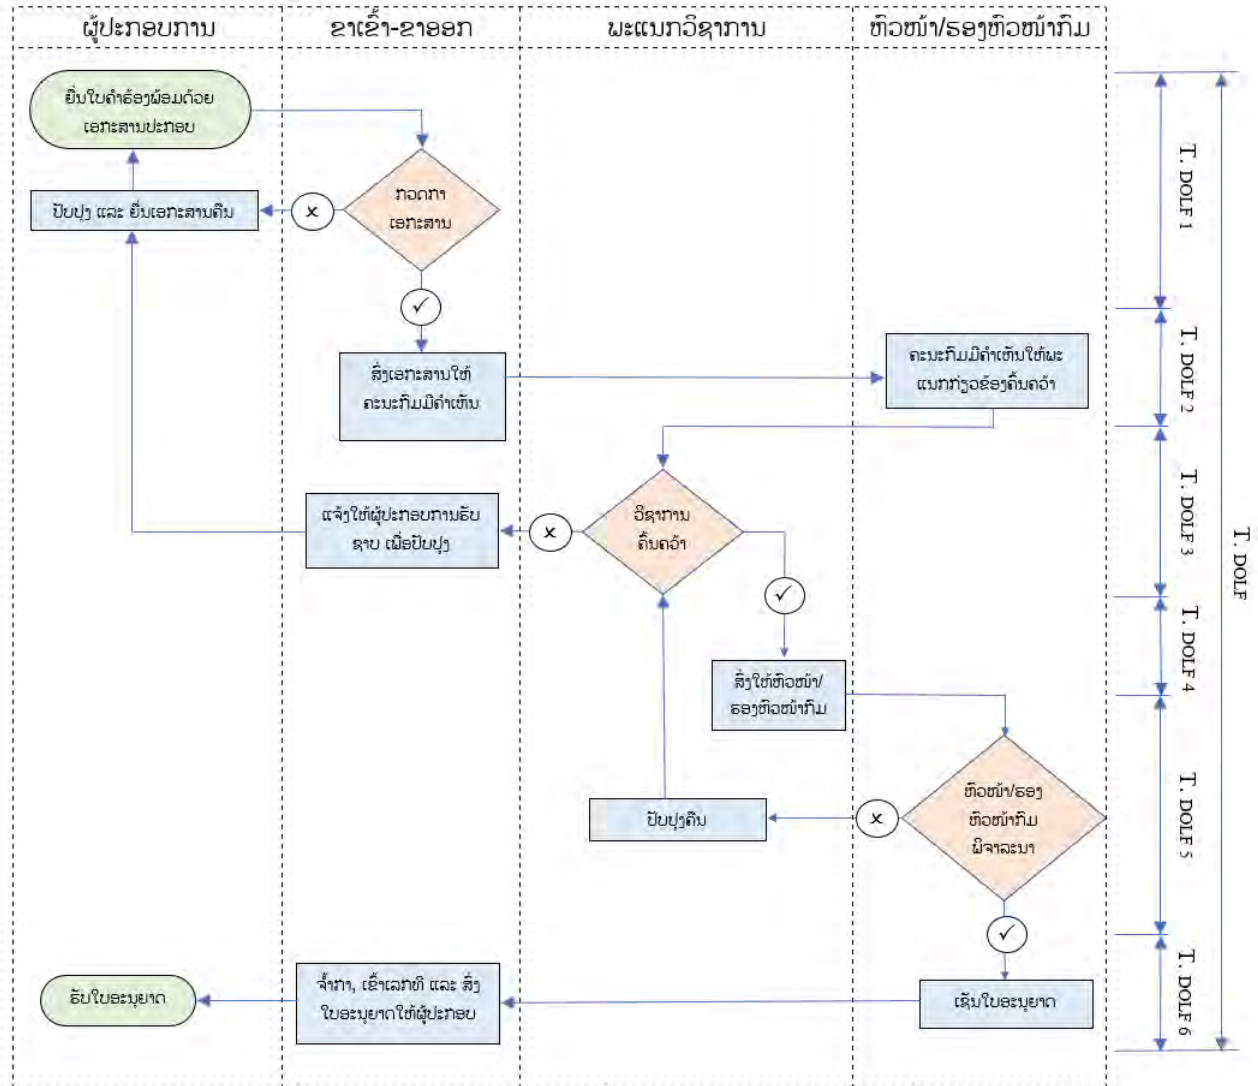 ຜູ້ປະກອບການ
ຂາເຂົ້າ-ຂາອອກ
ພະແນກວິຊາການ
ຫົວໜ້າ/ຮອງຫົວໜ້າກົມ
ຍື່ນໃບຄຳຮ້ອງພ້ອມດ້ວຍ
ເອກະສານປະກອບ
ກວດກາ
ເອກະສານ
x
ປັບປຸງ ແລະ ຍື່ນເອກະສານຄືນ
T. DOLF 1
✓
ສົ່ງເອກະສານໃຫ້
ຄະນະກົມມີຄຳເຫັນ
ຄະນະກົມມີຄຳເຫັນໃຫ້ພະ
ແນກກ່ຽວຂ້ອງຄົ້ນຄວ້າ
T. DOLF 2
ວິຊາການ
ຄົ້ນຄວ້າ
x
ແຈ້ງໃຫ້ຜູ້ປະກອບການຮັບ
ຊາບ ເພື່ອປັບປຸງ
T. DOLF 3
T. DOLF
✓
ສົ່ງໃຫ້ຫົວໜ້າ/
ຮອງຫົວໜ້າກົມ
T. DOLF 4
ຫົວໜ້າ/ຮອງ
ຫົວໜ້າກົມ
ພິຈາລະນາ
x
ປັບປຸງຄືນ
T. DOLF 5
✓
ເຊັນໃບອະນຸຍາດ
ຈ້ຳກາ, ເຂົ້າເລກທີ ແລະ ສົ່ງ
ໃບອະນຸຍາດໃຫ້ຜູ້ປະກອບ
ຮັບໃບອະນຸຍາດ
T. DOLF 6